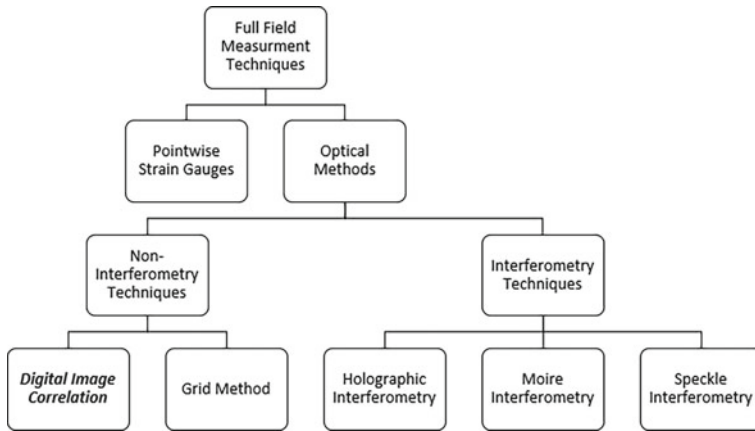 Full Field
Measurment
Techniques
Pointwise
Strain Gauges
Optical
Methods
Non-
Interferometry
Techniques
Interferometry
Techniques
Digital Image
Correlation
Grid Method
Holographic
Interferometry
Moire
Interferometry
Speckle
Interferometry